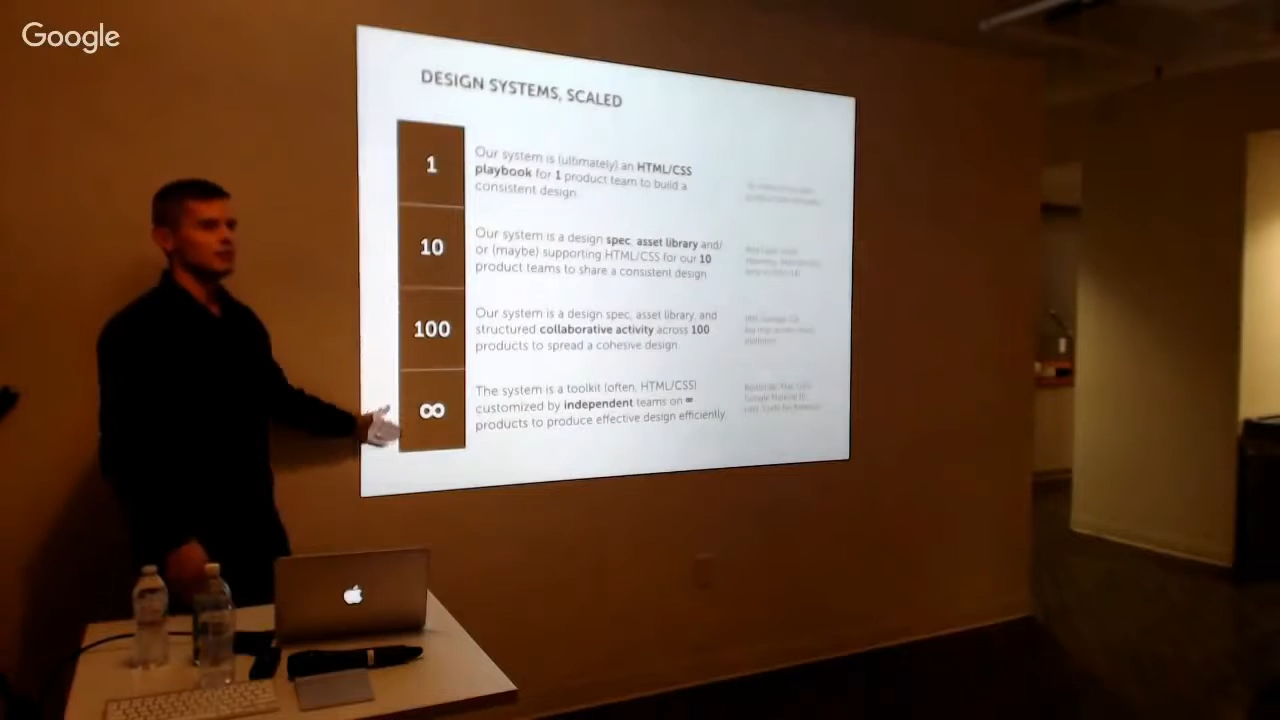 Google
DESIGN SYSTEMS, SCALED
1
Our system is (ultimately) an HTML/CSS
playbook for 1 product team to build a
consistent design.
10
Our system is a design spec, asset library and/
or (maybe) supporting HTML/CSS for our 10
product teams to share a consistent design.
100
Our system is a design spec, asset library, and
structured collaborative activity across 100
products to spread a cohesive design.
∞
The system is a toolkit (often, HTML/CSS)
customized by independent teams on ∞
products to produce effective design efficiently